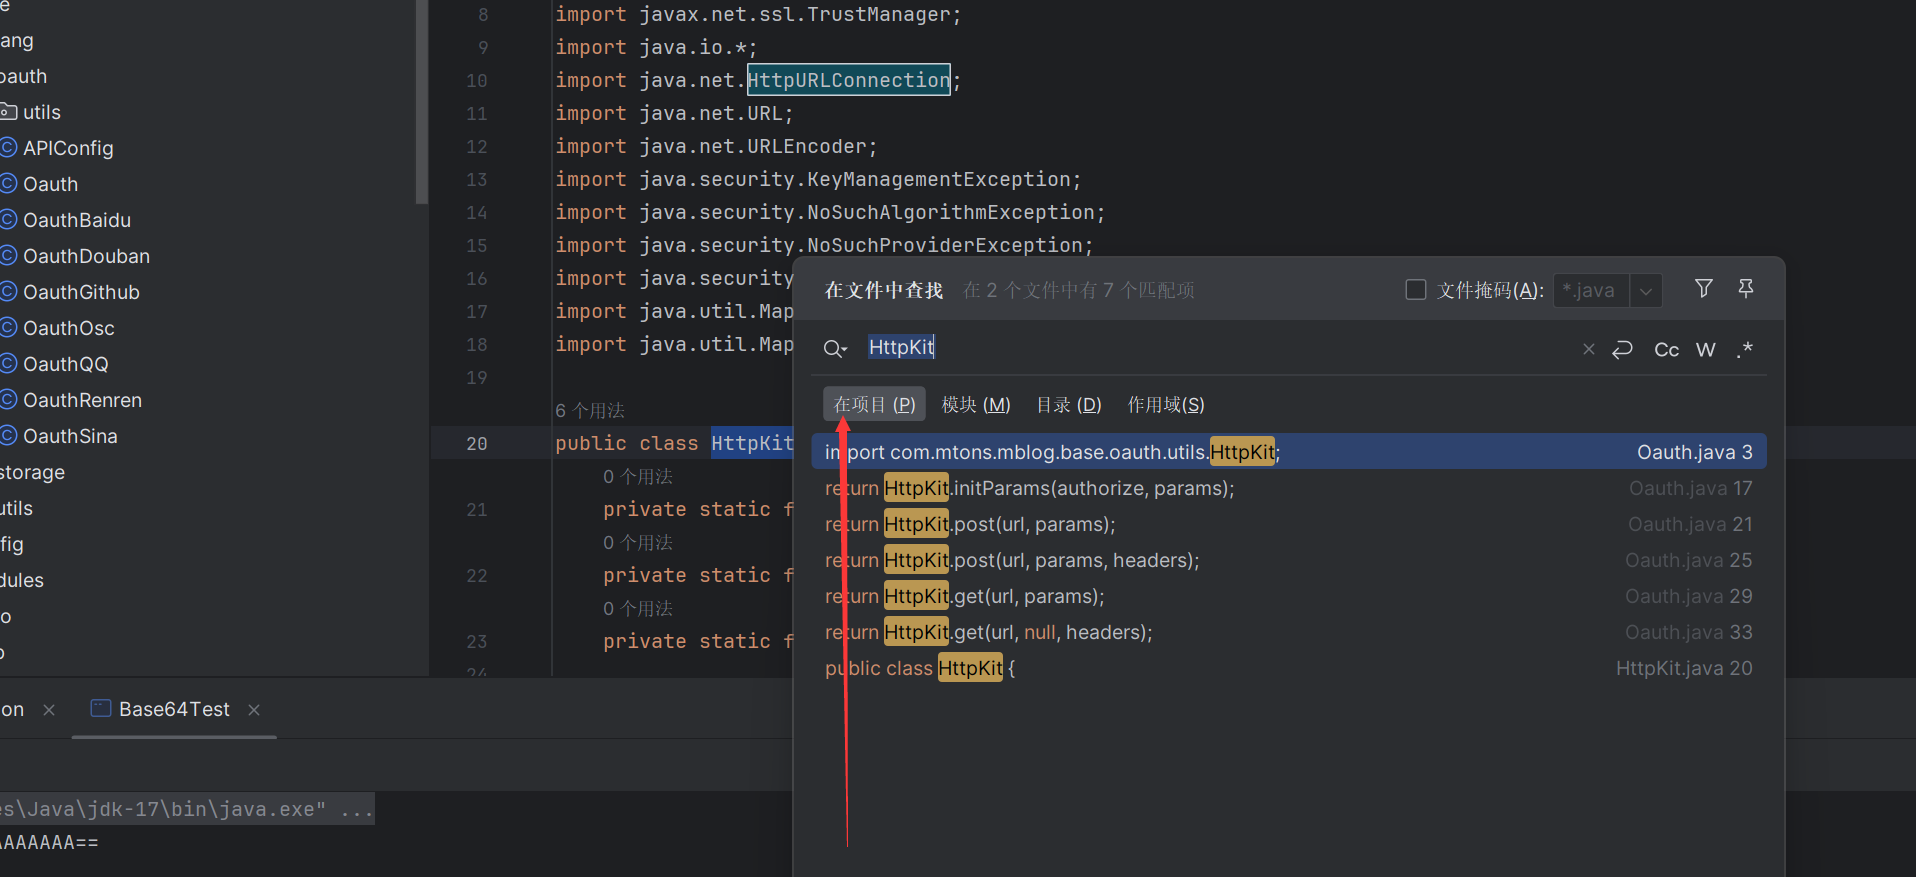 e
ang
oauth
utils
APIConfig
Oauth
OauthBaidu
OauthDouban
OauthGithub
OauthOsc
OauthQQ
OauthRenren
OauthSina
storage
utils
fig
dules
o
8 import javax.net.ssl.TrustManager;
9 import java.io.*;
10 import java.net.HttpURLConnection;
11 import java.net.URL;
12 import java.net.URLEncoder;
13 import java.security.KeyManagementException;
14 import java.security.NoSuchAlgorithmException;
15 import java.security.NoSuchProviderException;
16 import java.security
17 import java.util.Map
18 import java.util.Map
19
6 个用法
20 public class HttpKit
0 个用法
21 private static f
0 个用法
22 private static f
0 个用法
23 private static f
24
在文件中查找 在 2 个文件中有 7 个匹配项 文件掩码(A): *.java
HttpKit Cc W .*
在项目 (P) 模块 (M) 目录 (D) 作用域(S)
import com.mtons.mblog.base.oauth.utils.HttpKit; Oauth.java 3
return HttpKit.initParams(authorize, params); Oauth.java 17
return HttpKit.post(url, params); Oauth.java 21
return HttpKit.post(url, params, headers); Oauth.java 25
return HttpKit.get(url, params); Oauth.java 29
return HttpKit.get(url, null, headers); Oauth.java 33
public class HttpKit { HttpKit.java 20
on Base64Test
es\Java\jdk-17\bin\java.exe" ...
AAAAAAA==